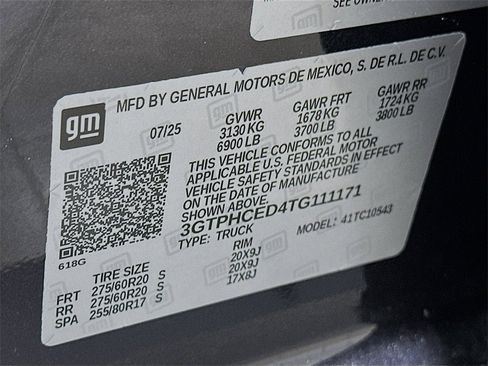 SEE OWNER
gm
MFD BY GENERAL MOTORS DE MEXICO, S. DE R.L. DE C.V.
07/25 GVWR GAWR FRT GAWR RR
3130 KG 1678 KG 1724 KG
6900 LB 3700 LB 3800 LB
THIS VEHICLE CONFORMS TO ALL
APPLICABLE U.S. FEDERAL MOTOR
VEHICLE SAFETY STANDARDS IN EFFECT
ON THE DATE OF MANUFACTURE
SHOWN ABOVE.
3GTPHCED4TG111171
TYPE: TRUCK MODEL: 41TC10543
618G
TIRE SIZE RIM
FRT 275/60R20 S 20X9J
RR 275/60R20 S 20X9J
SPA 255/80R17 S 17X8J